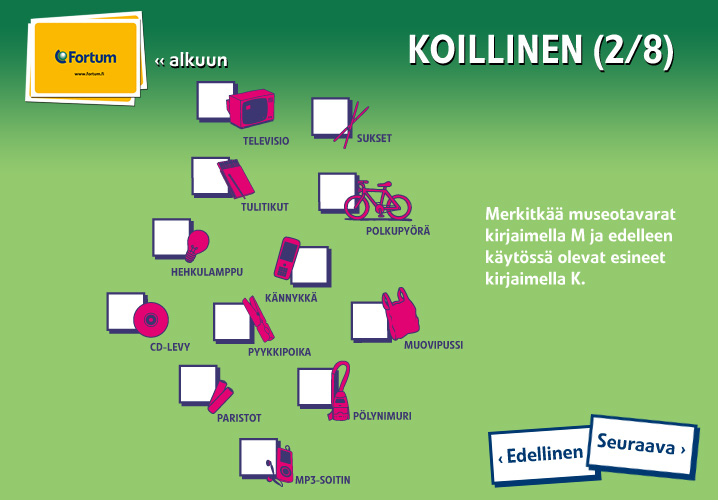 Fortum
www.fortum.fi
‹‹ alkuun
KOILLINEN (2/8)
TELEVISIO
SUKSET
TULITIKUT
POLKUPYÖRÄ
HEHKULAMPPU
KÄNNYKKÄ
CD-LEVY
PYYKKIPOIKA
MUOVIPUSSI
PARISTOT
PÖLYNIMURI
MP3-SOITIN
Merkitkää museotavarat
kirjaimella M ja edelleen
käytössä olevat esineet
kirjaimella K.
‹ Edellinen
Seuraava ›